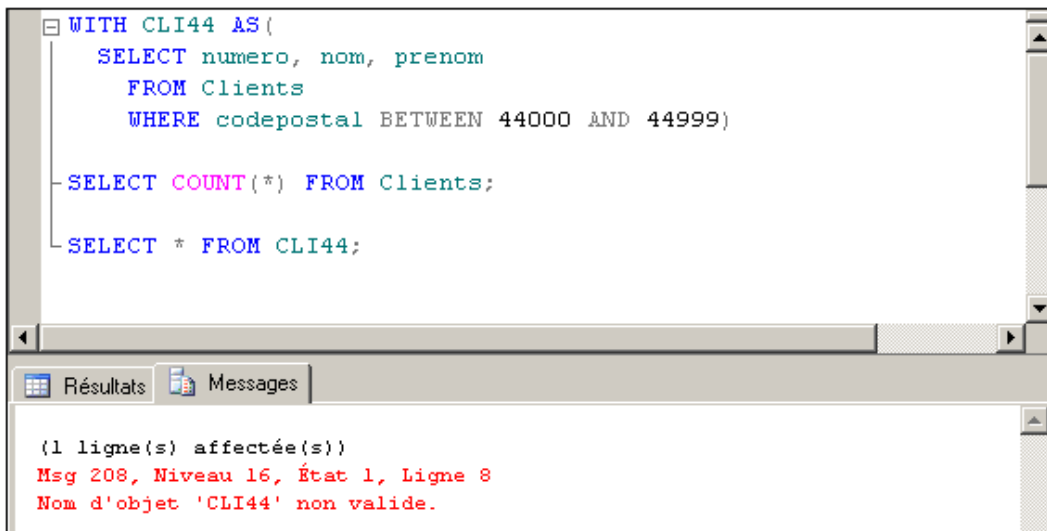 WITH CLI44 AS(
SELECT numero, nom, prenom
FROM Clients
WHERE codepostal BETWEEN 44000 AND 44999)
SELECT COUNT(*) FROM Clients;
SELECT * FROM CLI44;
Résultats Messages
(1 ligne(s) affectée(s))
Msg 208, Niveau 16, État 1, Ligne 8
Nom d'objet 'CLI44' non valide.